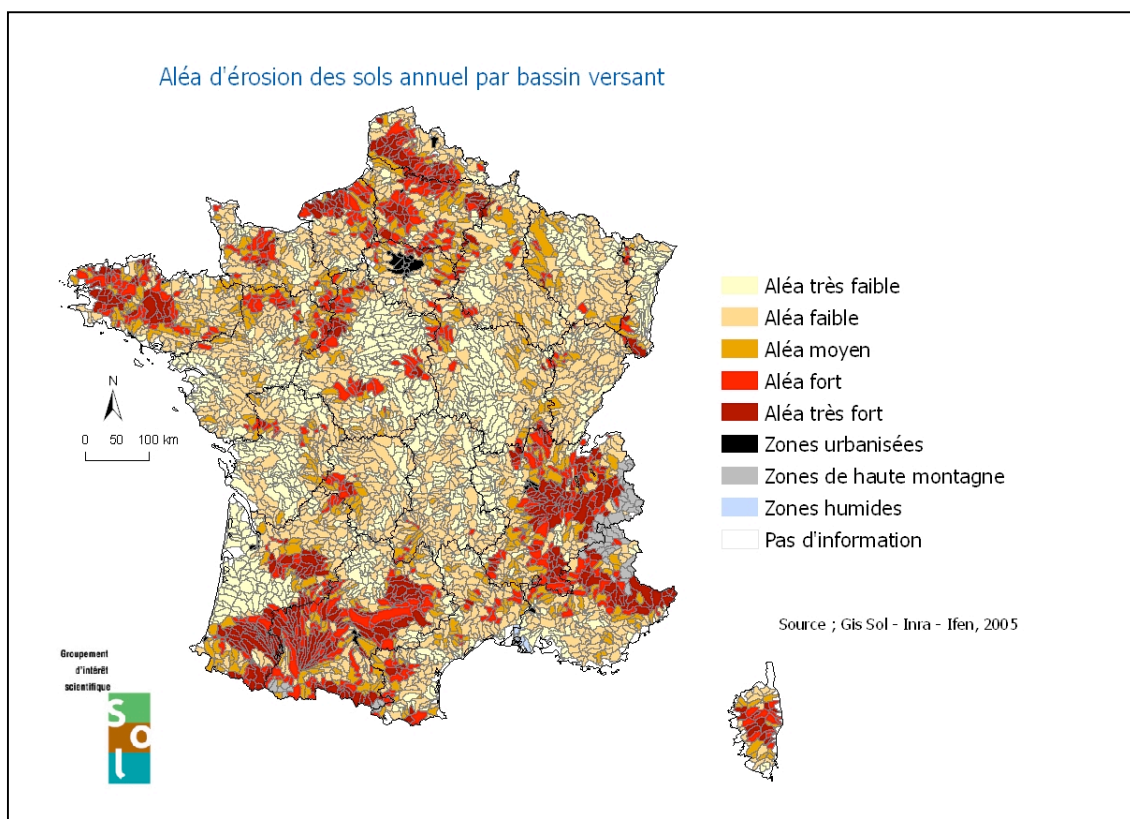 Aléa d'érosion des sols annuel par bassin versant
Aléa très faible
Aléa faible
Aléa moyen
Aléa fort
Aléa très fort
Zones urbanisées
Zones de haute montagne
Zones humides
Pas d'information
N
0 50 100 km
Source ; Gis Sol - Inra - Ifen, 2005
Groupement
d'intérêt
scientifique
S
o
l